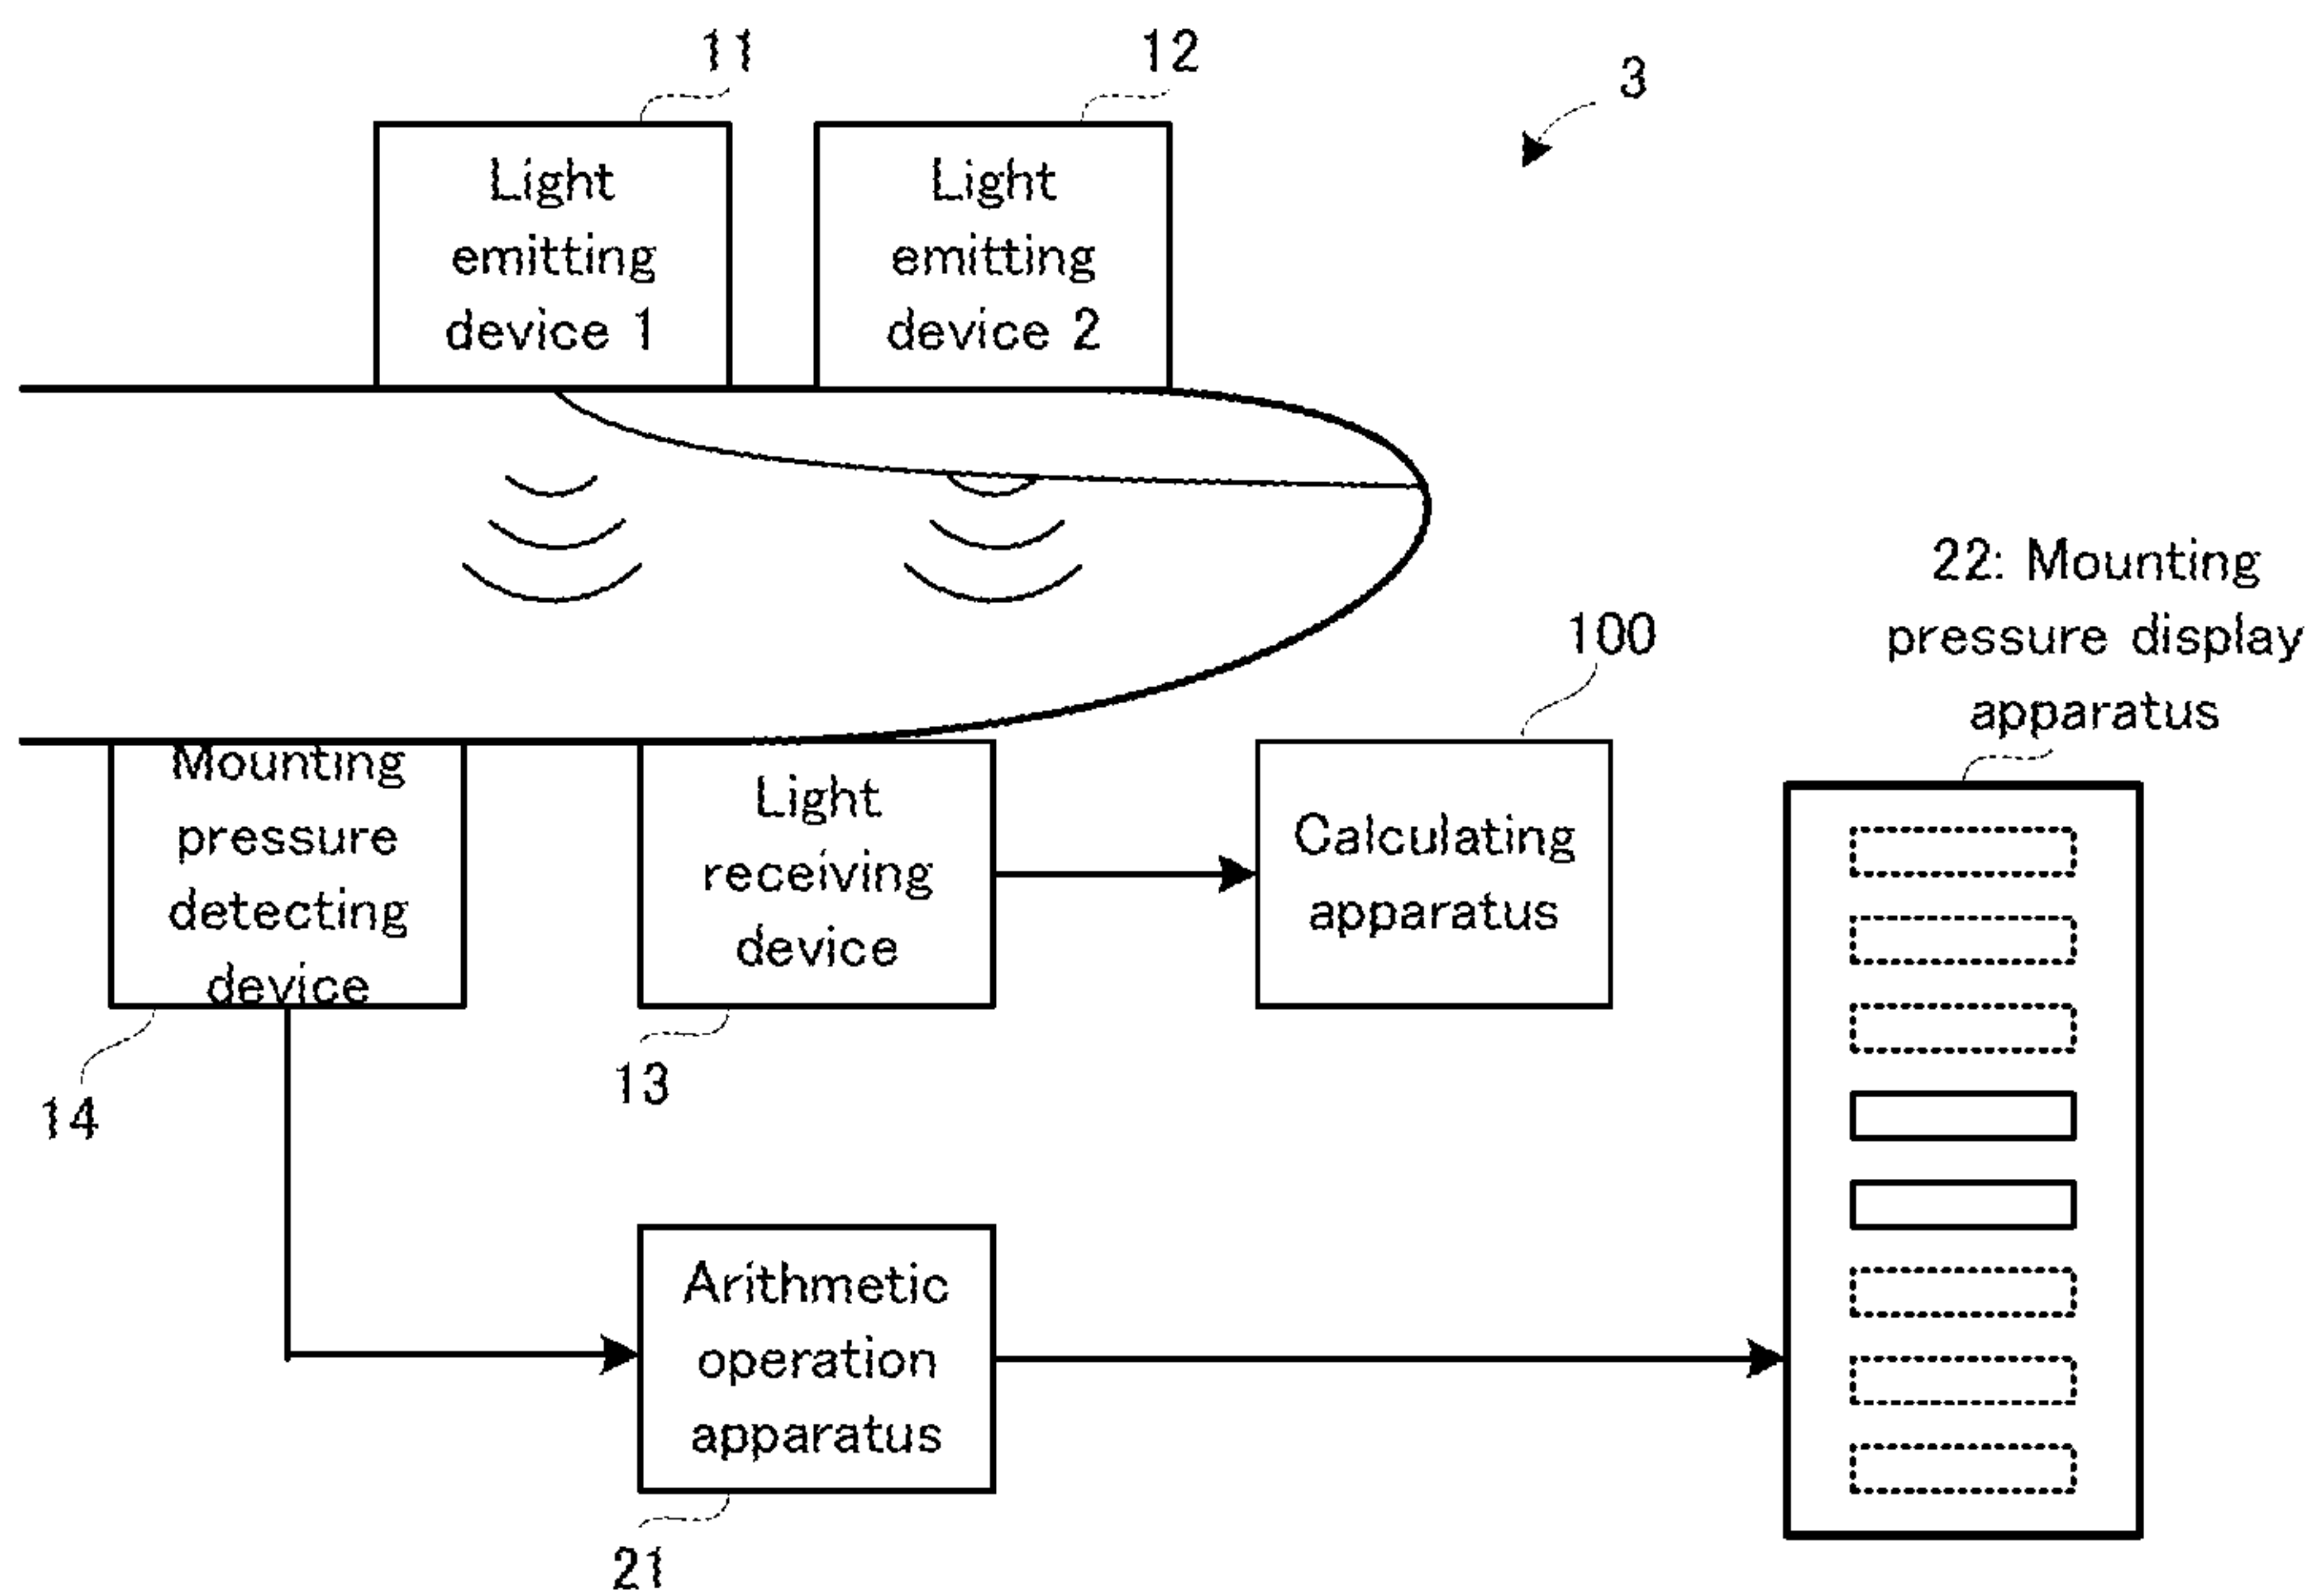 11
12
3
Light
emitting
device 1
Light
emitting
device 2
22: Mounting
pressure display
apparatus
100
Mounting
pressure
detecting
device
Light
receiving
device
Calculating
apparatus
14
13
Arithmetic
operation
apparatus
21